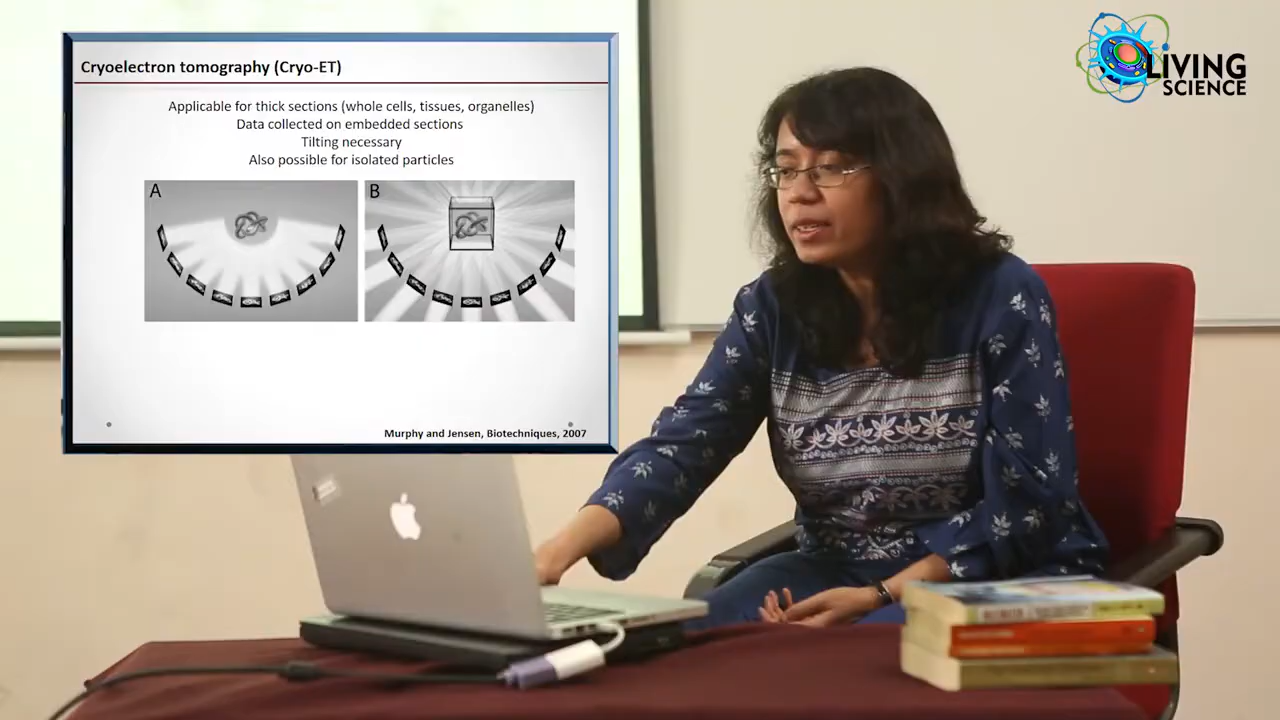 Cryoelectron tomography (Cryo-ET)
Applicable for thick sections (whole cells, tissues, organelles)
Data collected on embedded sections
Tilting necessary
Also possible for isolated particles
A
B
Murphy and Jensen, Biotechniques, 2007
LIVING
SCIENCE